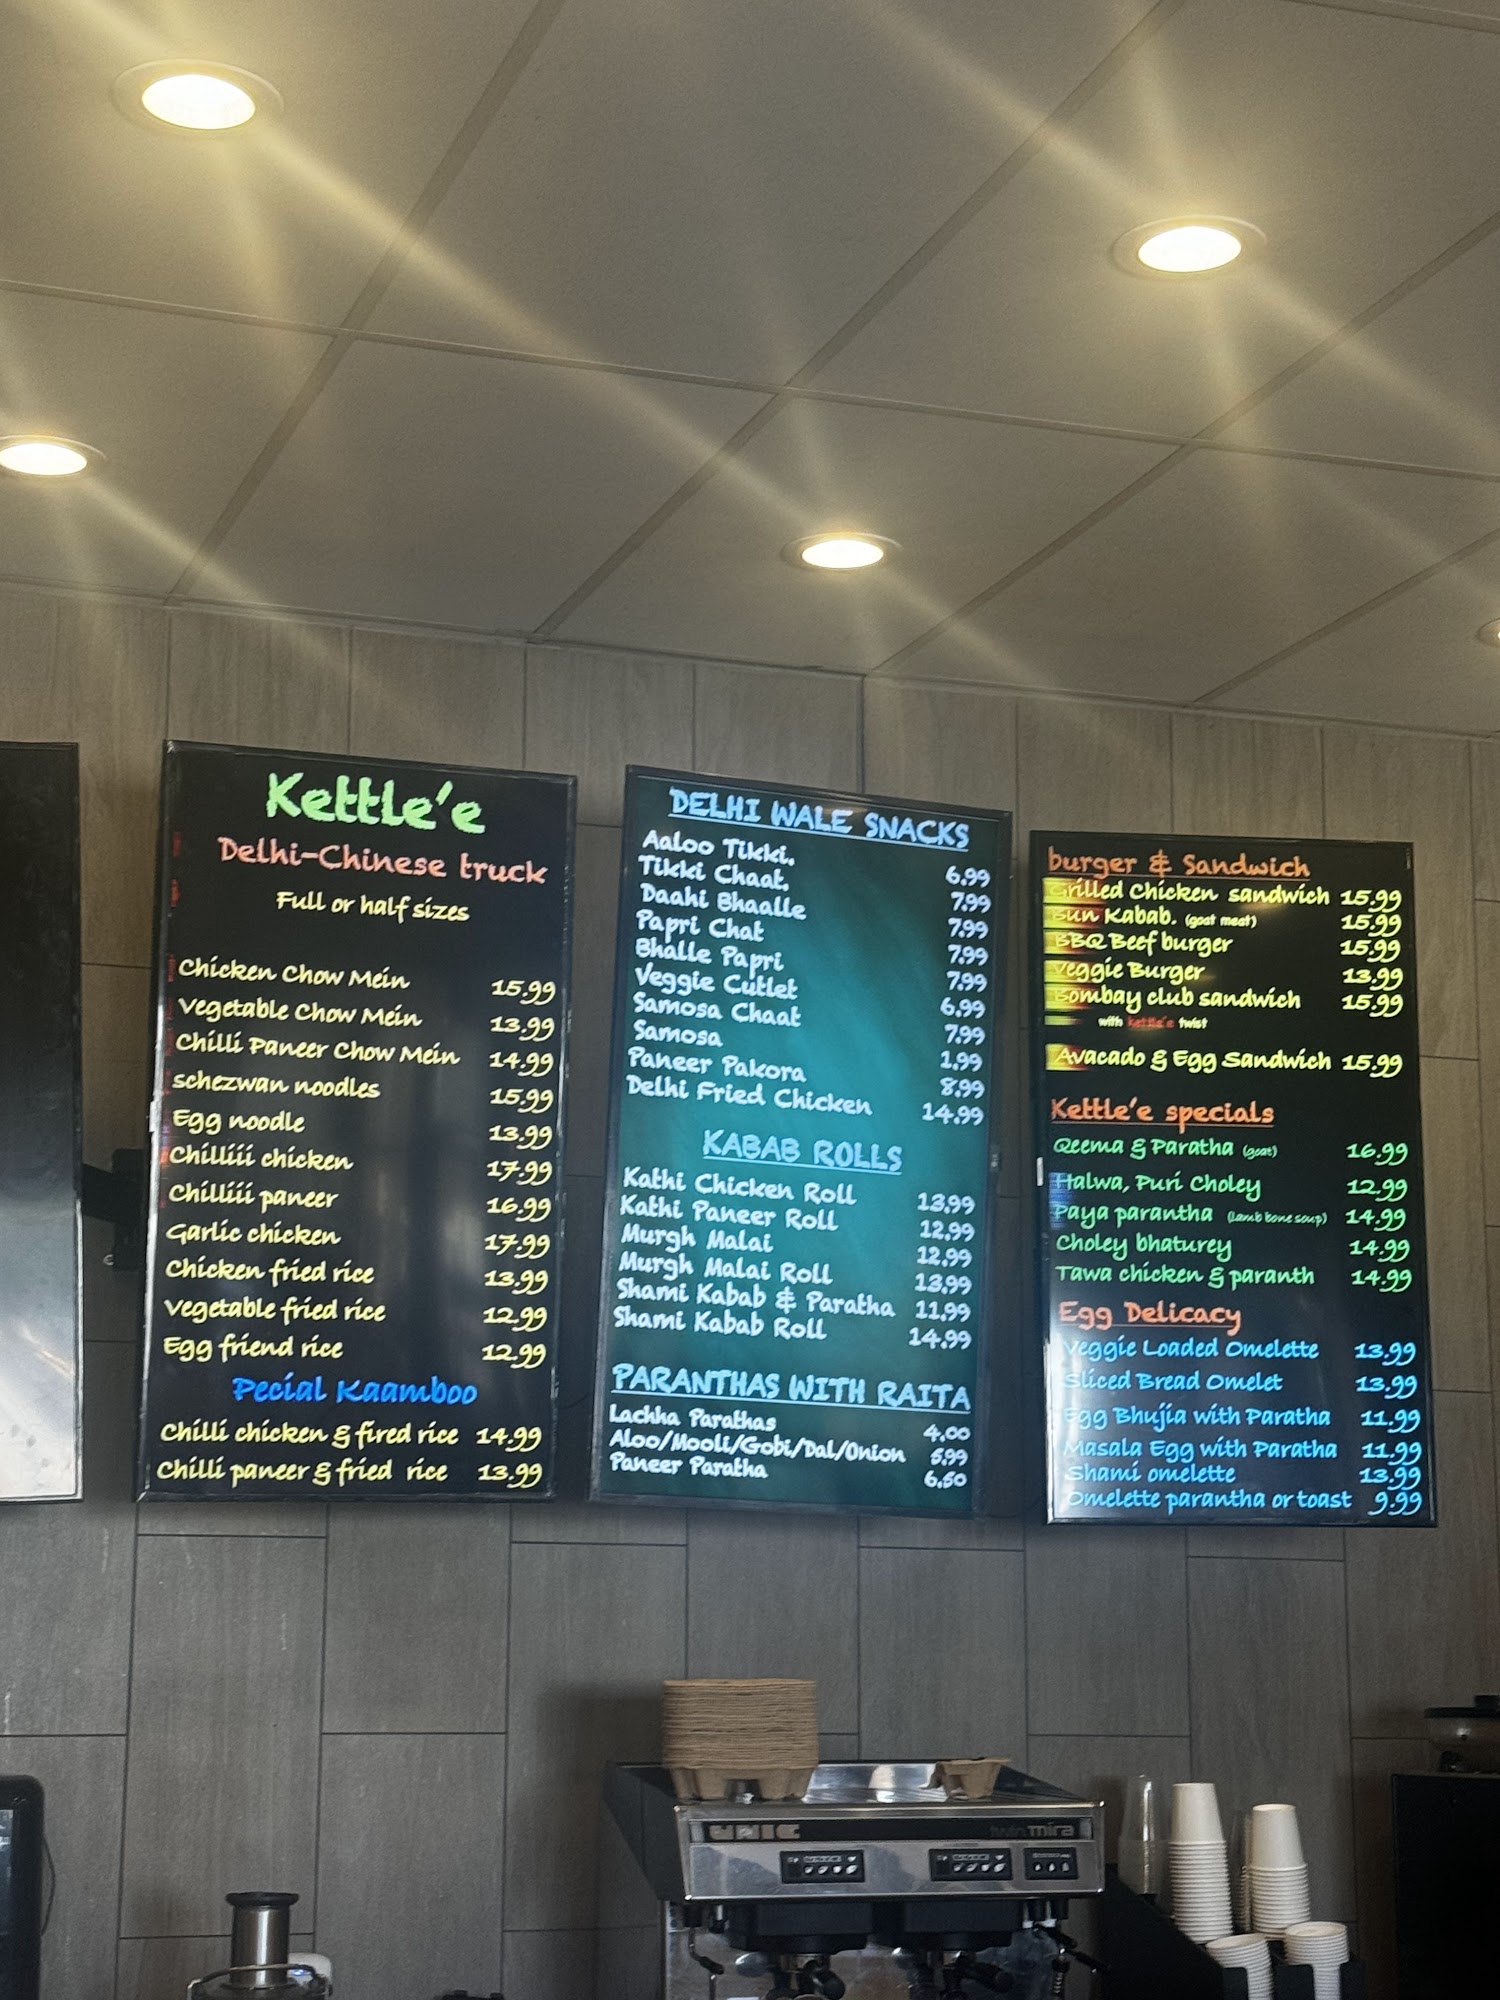 Kettle'e
Delhi-Chinese truck
Full or half sizes
Chicken Chow Mein 15.99
Vegetable Chow Mein 13.99
Chilli Paneer Chow Mein 14.99
schezwan noodles 15.99
Egg noodle 13.99
Chilliii chicken 17.99
Chilliii paneer 16.99
Garlic chicken 17.99
Chicken fried rice 13.99
Vegetable fried rice 12.99
Egg friend rice 12.99
Pecial Kaamboo
Chilli chicken & fired rice 14.99
Chilli paneer & fried rice 13.99
DELHI WALE SNACKS
Aaloo Tikki. 6.99
Tikki Chaat. 7.99
Daahi Bhaalle 7.99
Papri Chat 7.99
Bhalle Papri 7.99
Veggie Cutlet 6.99
Samosa Chaat 7.99
Samosa 1.99
Paneer Pakora 8.99
Delhi Fried Chicken 14.99
KABAB ROLLS
Kathi Chicken Roll 13.99
Kathi Paneer Roll 12.99
Murgh Malai 12.99
Murgh Malai Roll 13.99
Shami Kabab & Paratha 11.99
Shami Kabab Roll 14.99
PARANTHAS WITH RAITA
Lachha Parathas 4.00
Aloo/Mooli/Gobi/Dal/Onion 5.99
Paneer Paratha 6.50
burger & Sandwich
Grilled Chicken sandwich 15.99
Bun Kabab. (goat meat) 15.99
BBQ Beef burger 15.99
Veggie Burger 13.99
Bombay club sandwich 15.99
with Kettle'e twist
Avacado & Egg Sandwich 15.99
Kettle'e specials
Qeema & Paratha (goat) 16.99
Halwa, Puri Choley 12.99
Paya parantha (lamb bone soup) 14.99
Choley bhaturey 14.99
Tawa chicken & paranth 14.99
Egg Delicacy
Veggie Loaded Omelette 13.99
Sliced Bread Omelet 13.99
Egg Bhujia with Paratha 11.99
Masala Egg with Paratha 11.99
Shami omelette 13.99
Omelette parantha or toast 9.99
UNIC
twin mira